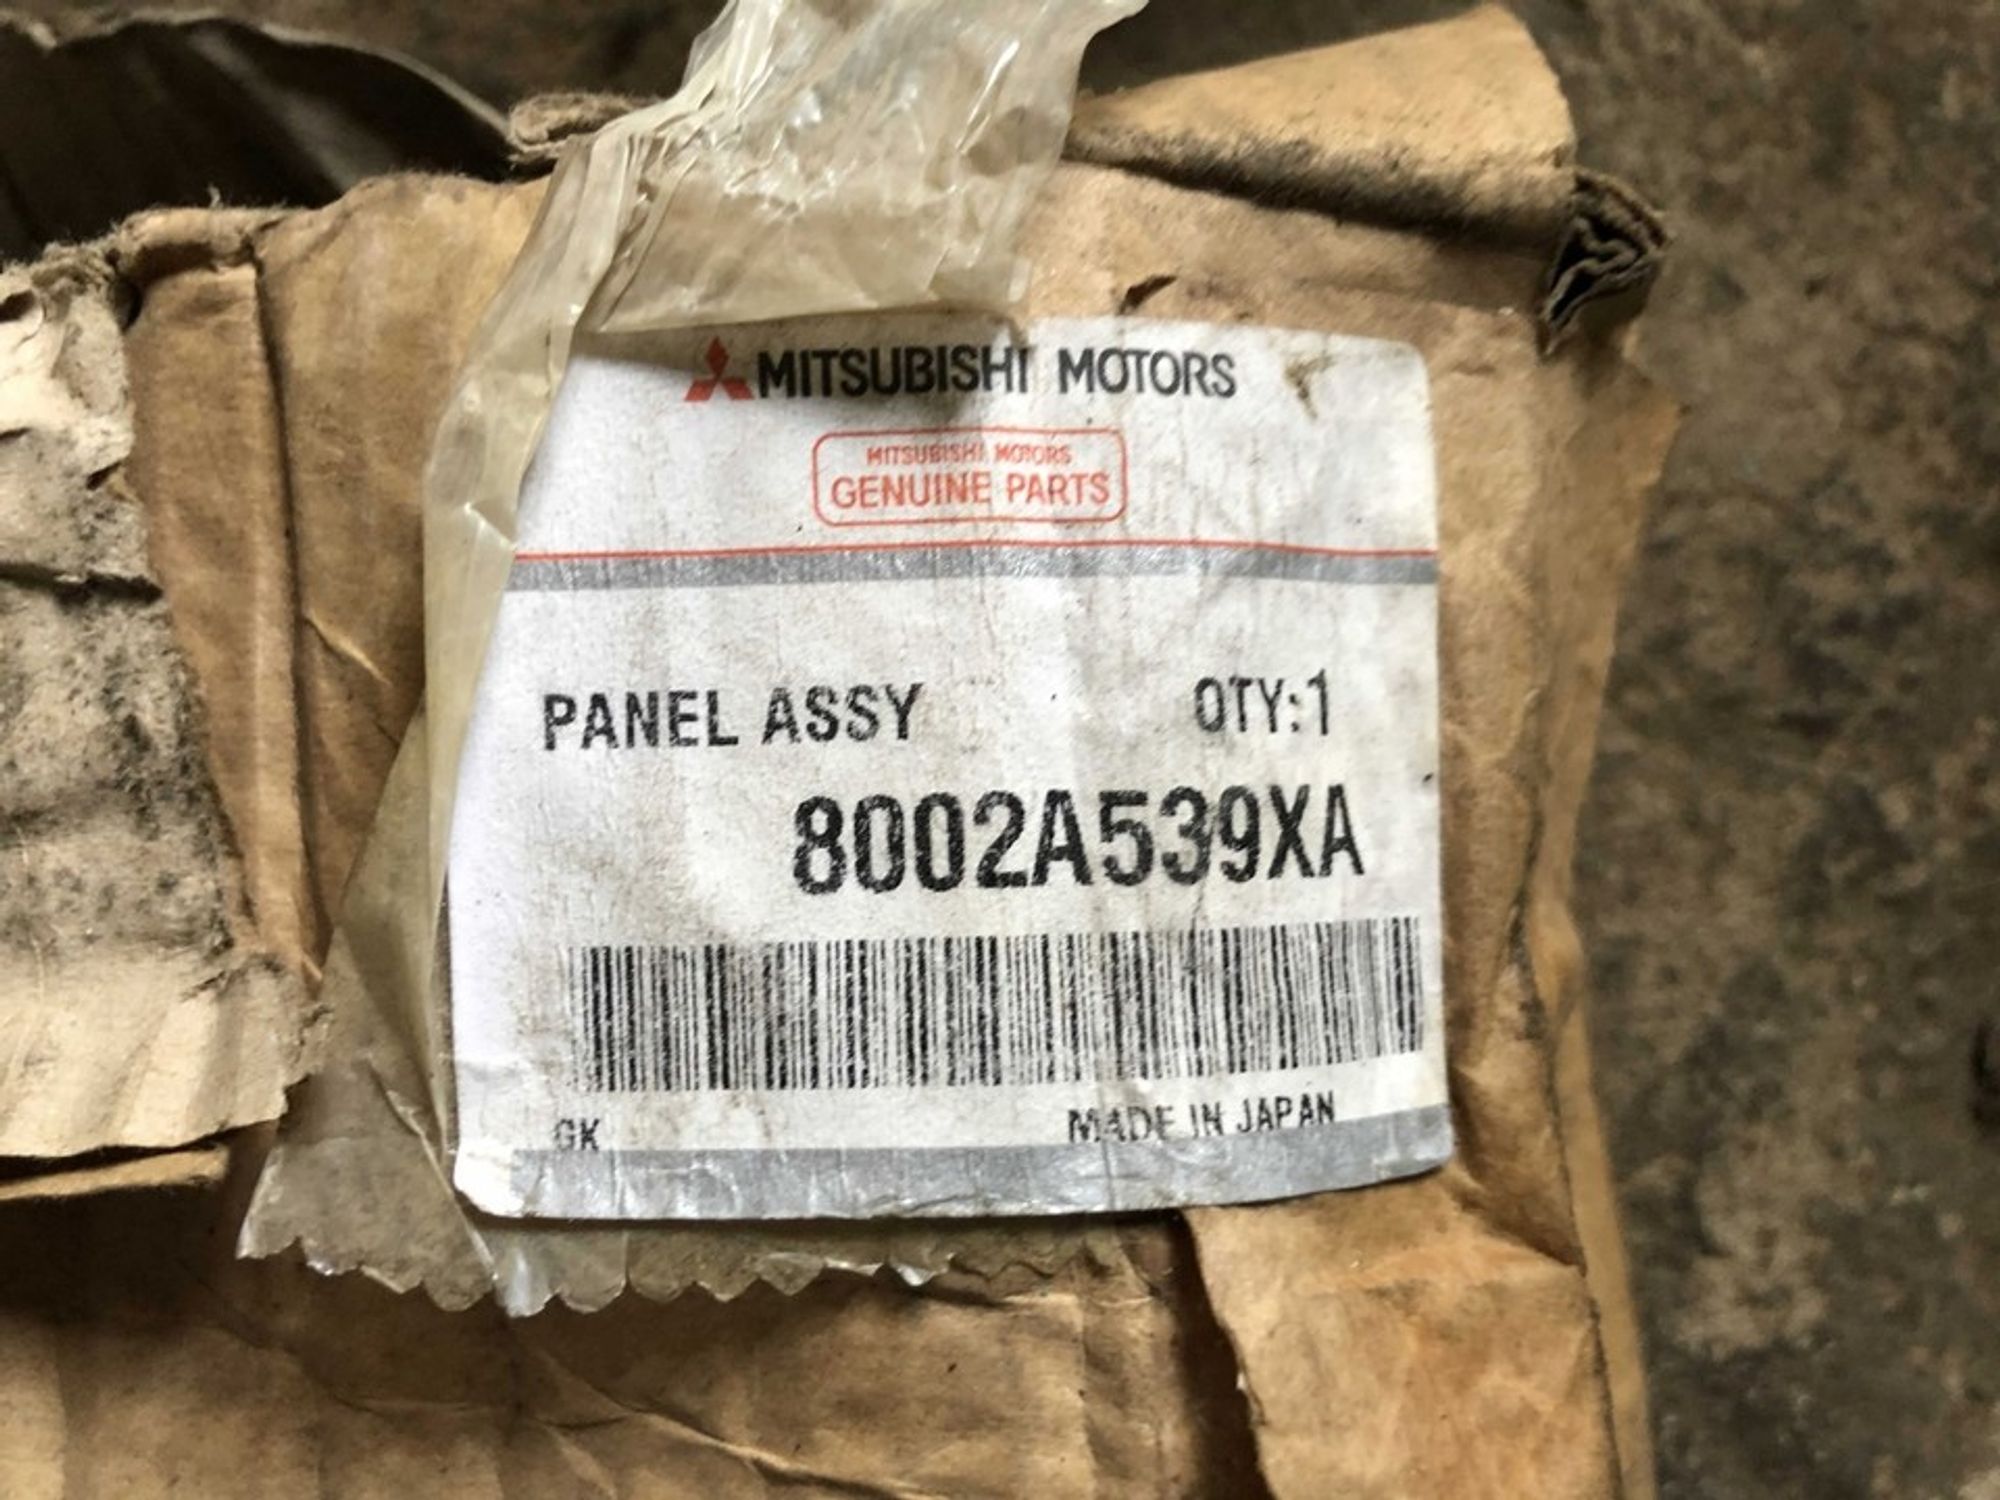 MITSUBISHI MOTORS
MITSUBISHI MOTORS
GENUINE PARTS
PANEL ASSY QTY:1
8002A539XA
GK MADE IN JAPAN